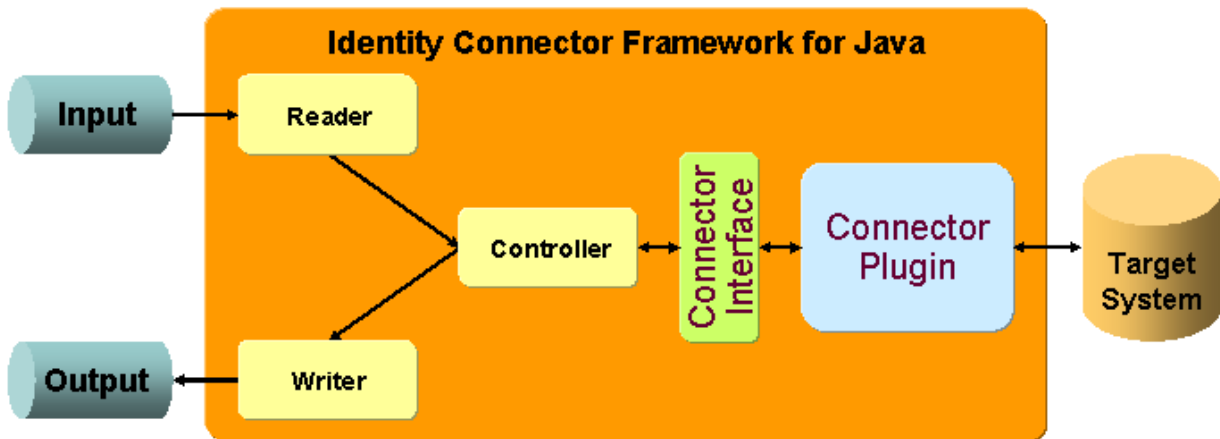 Identity Connector Framework for Java
Input
Reader
Controller
Connector
Interface
Connector
Plugin
Target
System
Output
Writer